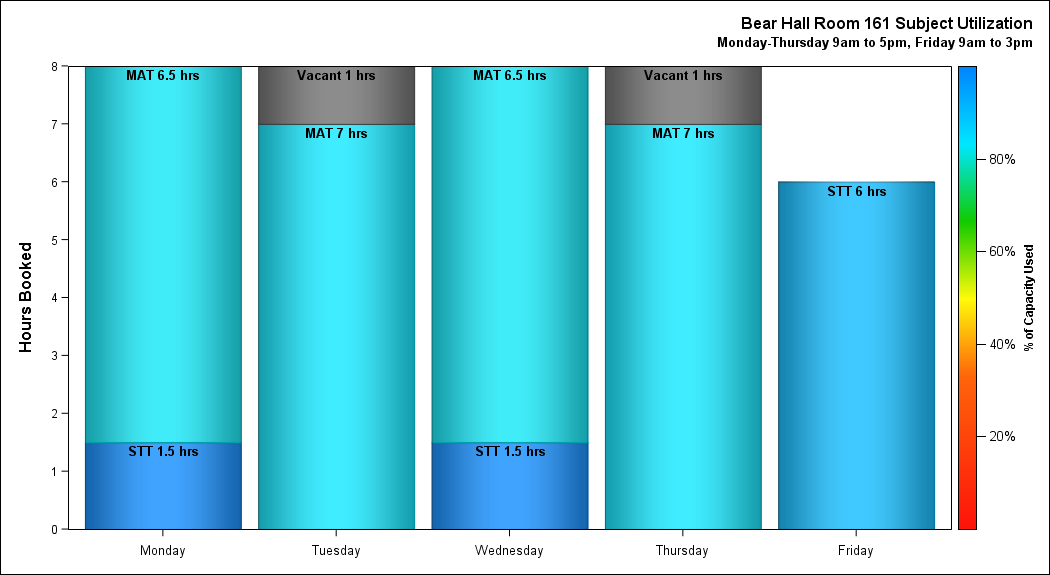 Bear Hall Room 161 Subject Utilization
Monday-Thursday 9am to 5pm, Friday 9am to 3pm
Hours Booked
8
7
6
5
4
3
2
1
0
MAT 6.5 hrs
STT 1.5 hrs
Vacant 1 hrs
MAT 7 hrs
MAT 6.5 hrs
STT 1.5 hrs
Vacant 1 hrs
MAT 7 hrs
STT 6 hrs
Monday
Tuesday
Wednesday
Thursday
Friday
80%
60%
40%
20%
% of Capacity Used